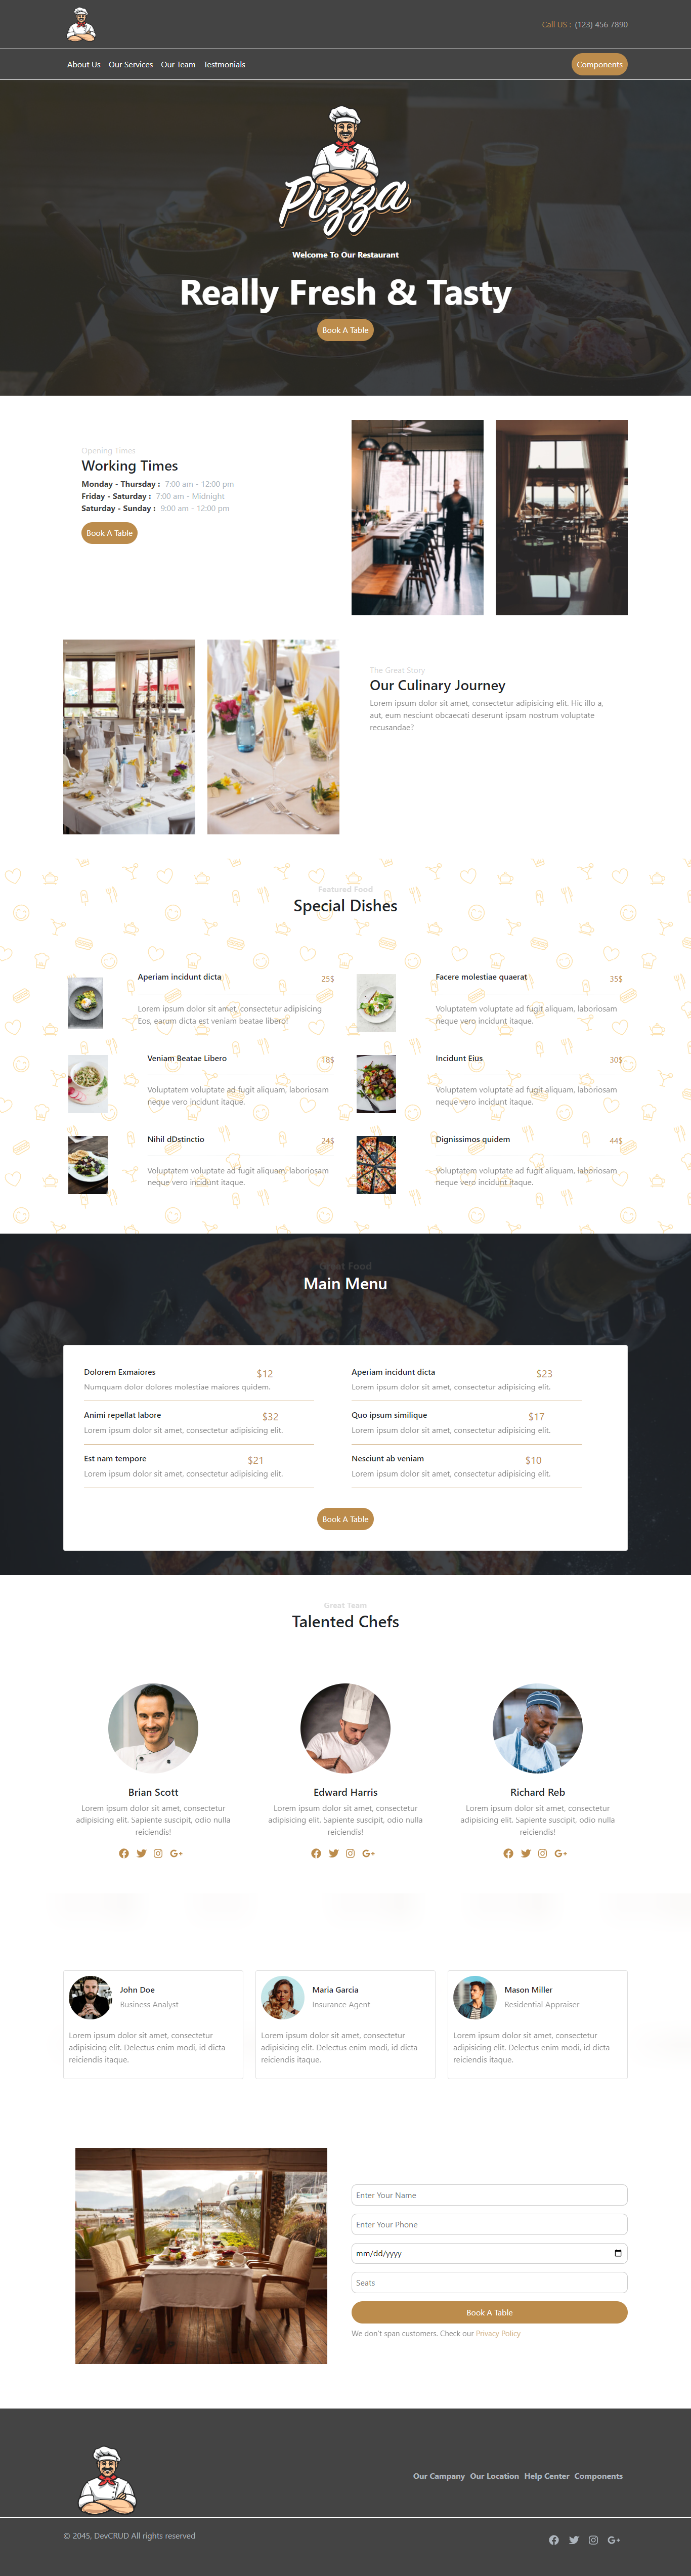 Call US : (123) 456 7890
About Us Our Services Our Team Testmonials Components
Pizza
Welcome To Our Restaurant
Really Fresh & Tasty
Book A Table
Opening Times
Working Times
Monday - Thursday : 7:00 am - 12:00 pm
Friday - Saturday : 7:00 am - Midnight
Saturday - Sunday : 9:00 am - 12:00 pm
Book A Table
The Great Story
Our Culinary Journey
Lorem ipsum dolor sit amet, consectetur adipisicing elit. Hic illo a,
aut, eum nesciunt obcaecati deserunt ipsam nostrum voluptate
recusandae?
Featured Food
Special Dishes
Aperiam incidunt dicta 25$
Lorem ipsum dolor sit amet, consectetur adipisicing
Eos, earum dicta est veniam beatae libero!
Facere molestiae quaerat 35$
Voluptatem voluptate ad fugit aliquam, laboriosam
neque vero incidunt itaque.
Veniam Beatae Libero 18$
Voluptatem voluptate ad fugit aliquam, laboriosam
neque vero incidunt itaque.
Incidunt Eius 30$
Voluptatem voluptate ad fugit aliquam, laboriosam
neque vero incidunt itaque.
Nihil dDstinctio 24$
Voluptatem voluptate ad fugit aliquam, laboriosam
neque vero incidunt itaque.
Dignissimos quidem 44$
Voluptatem voluptate ad fugit aliquam, laboriosam
neque vero incidunt itaque.
Great Food
Main Menu
Dolorem Exmaiores $12
Numquam dolor dolores molestiae maiores quidem.
Aperiam incidunt dicta $23
Lorem ipsum dolor sit amet, consectetur adipisicing elit.
Animi repellat labore $32
Lorem ipsum dolor sit amet, consectetur adipisicing elit.
Quo ipsum similique $17
Lorem ipsum dolor sit amet, consectetur adipisicing elit.
Est nam tempore $21
Lorem ipsum dolor sit amet, consectetur adipisicing elit.
Nesciunt ab veniam $10
Lorem ipsum dolor sit amet, consectetur adipisicing elit.
Book A Table
Great Team
Talented Chefs
Brian Scott
Lorem ipsum dolor sit amet, consectetur
adipisicing elit. Sapiente suscipit, odio nulla
reiciendis!
Edward Harris
Lorem ipsum dolor sit amet, consectetur
adipisicing elit. Sapiente suscipit, odio nulla
reiciendis!
Richard Reb
Lorem ipsum dolor sit amet, consectetur
adipisicing elit. Sapiente suscipit, odio nulla
reiciendis!
John Doe
Business Analyst
Lorem ipsum dolor sit amet, consectetur
adipisicing elit. Delectus enim modi, id dicta
reiciendis itaque.
Maria Garcia
Insurance Agent
Lorem ipsum dolor sit amet, consectetur
adipisicing elit. Delectus enim modi, id dicta
reiciendis itaque.
Mason Miller
Residential Appraiser
Lorem ipsum dolor sit amet, consectetur
adipisicing elit. Delectus enim modi, id dicta
reiciendis itaque.
Enter Your Name
Enter Your Phone
mm/dd/yyyy
Seats
Book A Table
We don't span customers. Check our Privacy Policy
Our Campany Our Location Help Center Components
© 2045, DevCRUD All rights reserved